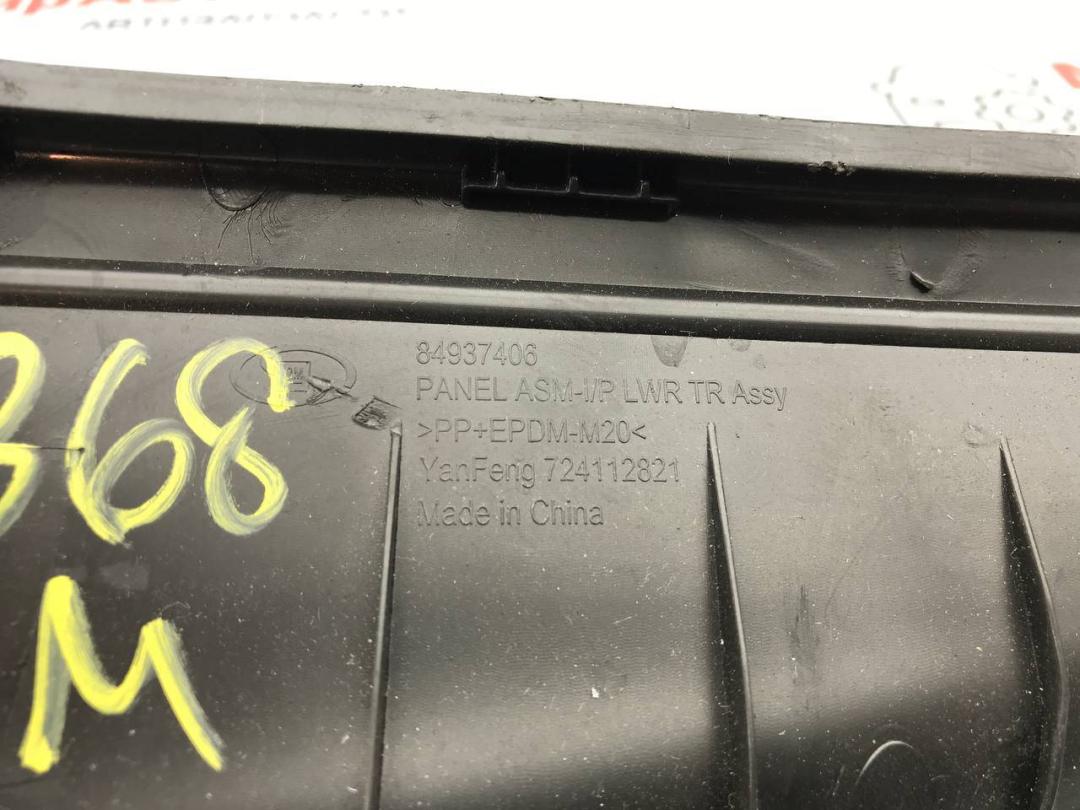 84937406
PANEL ASM-I/P LWR TR Assy
>PP+EPDM-M20<
YanFeng 724112821
Made in China
368
M